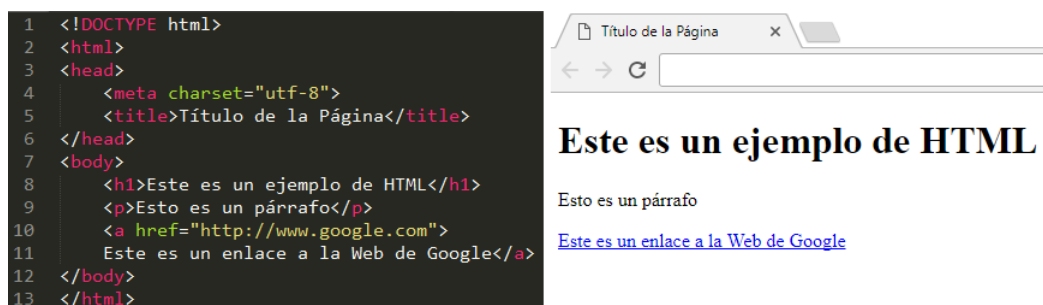 1 <!DOCTYPE html>
2 <html>
3 <head>
4 <meta charset="utf-8">
5 <title>Título de la Página</title>
6 </head>
7 <body>
8 <h1>Este es un ejemplo de HTML</h1>
9 <p>Esto es un párrafo</p>
10 <a href="http://www.google.com">
11 Este es un enlace a la Web de Google</a>
12 </body>
13 </html>
Título de la Página
Este es un ejemplo de HTML
Esto es un párrafo
Este es un enlace a la Web de Google